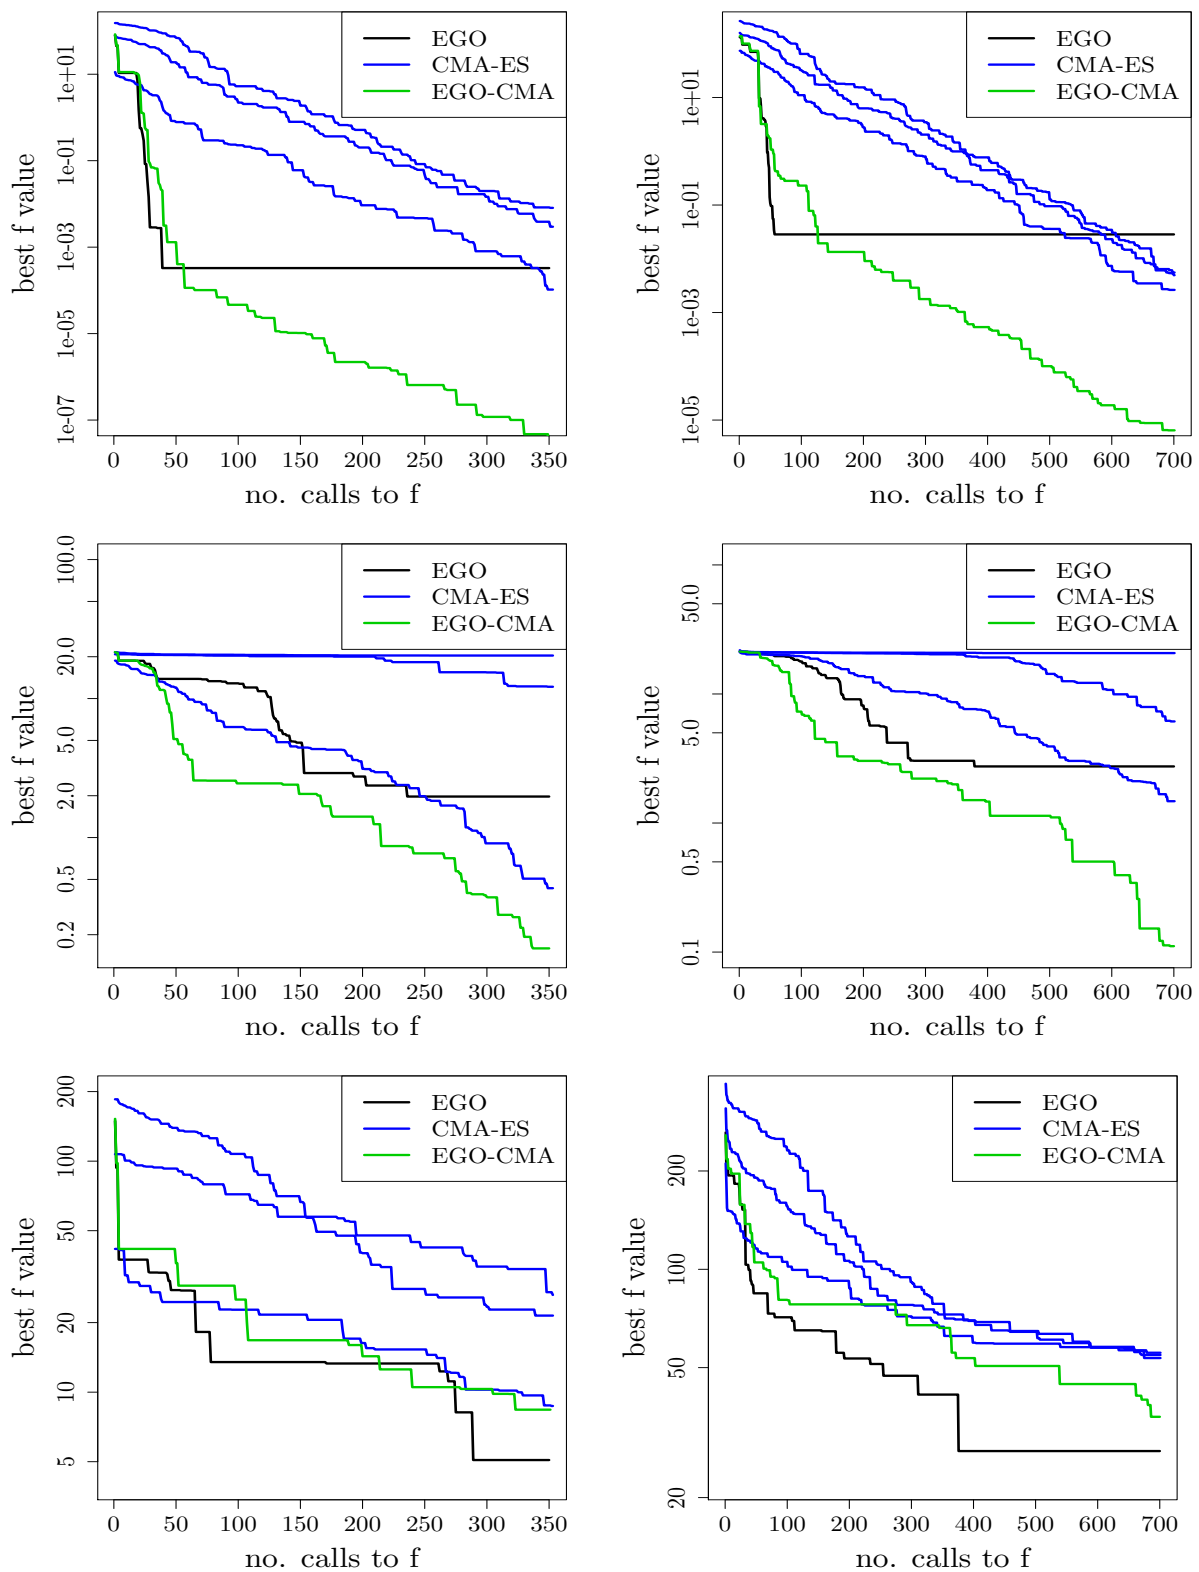 EGO
CMA-ES
EGO-CMA
1e+01
1e-01
1e-03
1e-05
1e-07
best f value
0 50 100 150 200 250 300 350
no. calls to f
EGO
CMA-ES
EGO-CMA
1e+01
1e-01
1e-03
1e-05
best f value
0 100 200 300 400 500 600 700
no. calls to f
EGO
CMA-ES
EGO-CMA
100.0
20.0
5.0
2.0
0.5
0.2
best f value
0 50 100 150 200 250 300 350
no. calls to f
EGO
CMA-ES
EGO-CMA
50.0
5.0
0.5
0.1
best f value
0 100 200 300 400 500 600 700
no. calls to f
EGO
CMA-ES
EGO-CMA
200
100
50
20
10
5
best f value
0 50 100 150 200 250 300 350
no. calls to f
EGO
CMA-ES
EGO-CMA
200
100
50
20
best f value
0 100 200 300 400 500 600 700
no. calls to f